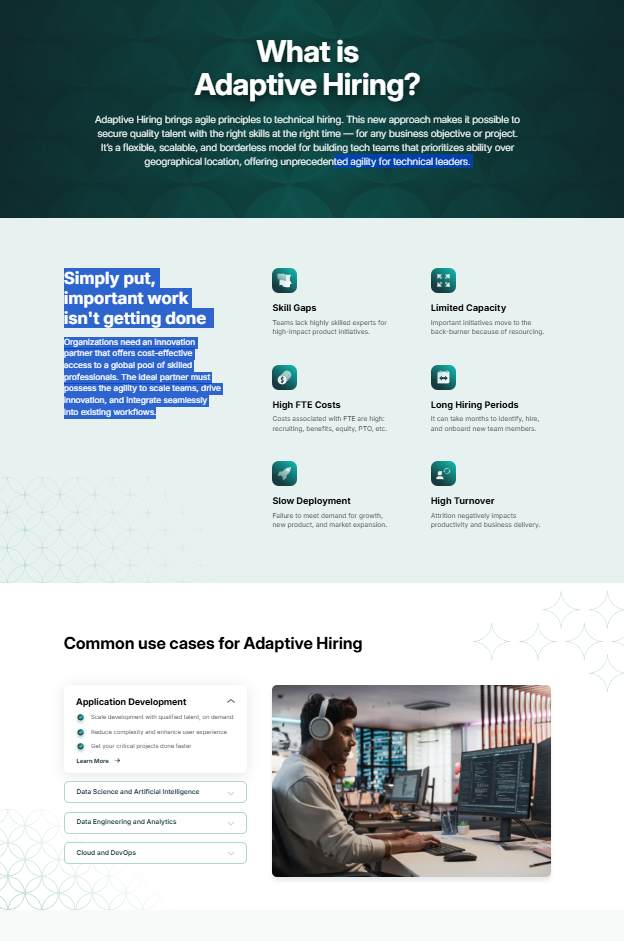 What is
Adaptive Hiring?
Adaptive Hiring brings agile principles to technical hiring. This new approach makes it possible to
secure quality talent with the right skills at the right time — for any business objective or project.
It's a flexible, scalable, and borderless model for building tech teams that prioritizes ability over
geographical location, offering unprecedented agility for technical leaders.
Simply put,
important work
isn't getting done
Organizations need an innovation
partner that offers cost-effective
access to a global pool of skilled
professionals. The ideal partner must
possess the agility to scale teams, drive
innovation, and integrate seamlessly
into existing workflows.
Skill Gaps
Teams lack highly skilled experts for
high-impact product initiatives.
Limited Capacity
Important initiatives move to the
back-burner because of resourcing.
High FTE Costs
Costs associated with FTE are high:
recruiting, benefits, equity, PTO, etc.
Long Hiring Periods
It can take months to identify, hire,
and onboard new team members.
Slow Deployment
Failure to meet demand for growth,
new product, and market expansion.
High Turnover
Attrition negatively impacts
productivity and business delivery.
Common use cases for Adaptive Hiring
Application Development
Scale development with qualified talent, on demand
Reduce complexity and enhance user experience
Get your critical projects done faster
Learn More
Data Science and Artificial Intelligence
Data Engineering and Analytics
Cloud and DevOps